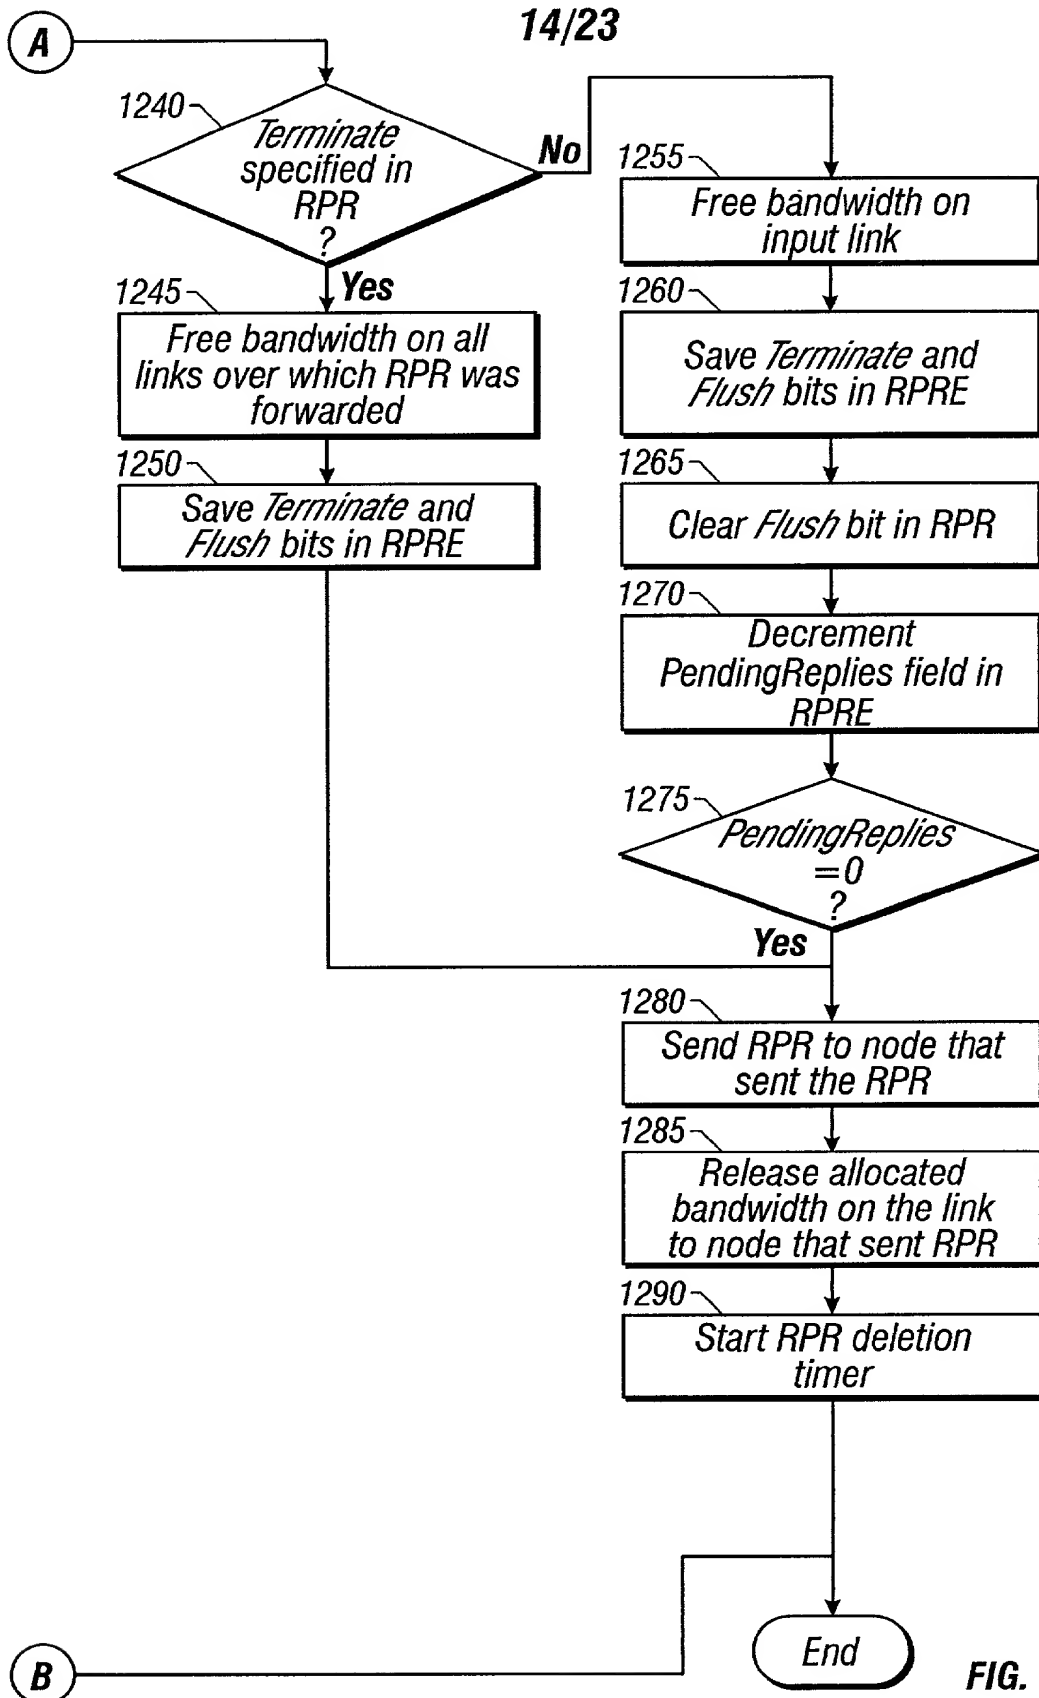 14/23
A
1240
Terminate
specified in
RPR
?
No
Yes
1245
Free bandwidth on all
links over which RPR was
forwarded
1250
Save Terminate and
Flush bits in RPRE
1255
Free bandwidth on
input link
1260
Save Terminate and
Flush bits in RPRE
1265
Clear Flush bit in RPR
1270
Decrement
PendingReplies field in
RPRE
1275
PendingReplies
=0
?
Yes
1280
Send RPR to node that
sent the RPR
1285
Release allocated
bandwidth on the link
to node that sent RPR
1290
Start RPR deletion
timer
End
B
FIG.